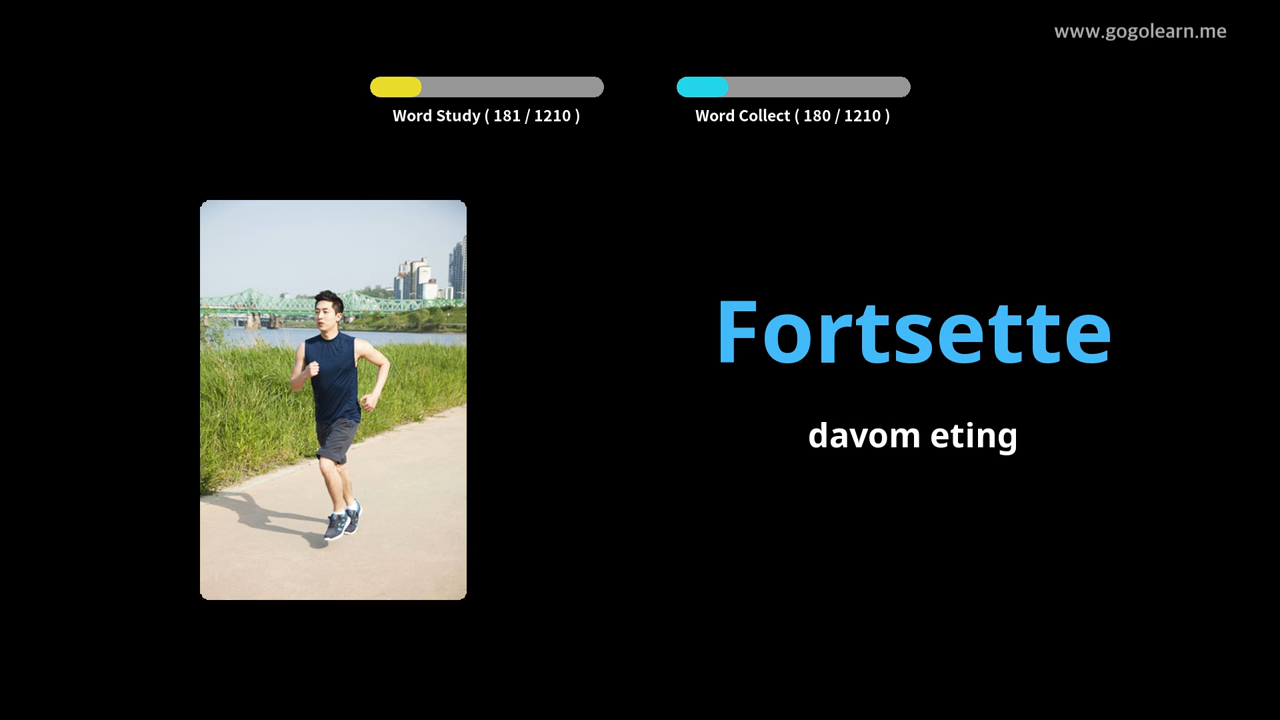 www.gogolearn.me
Word Study ( 181 / 1210 )
Word Collect ( 180 / 1210 )
Fortsette
davom eting